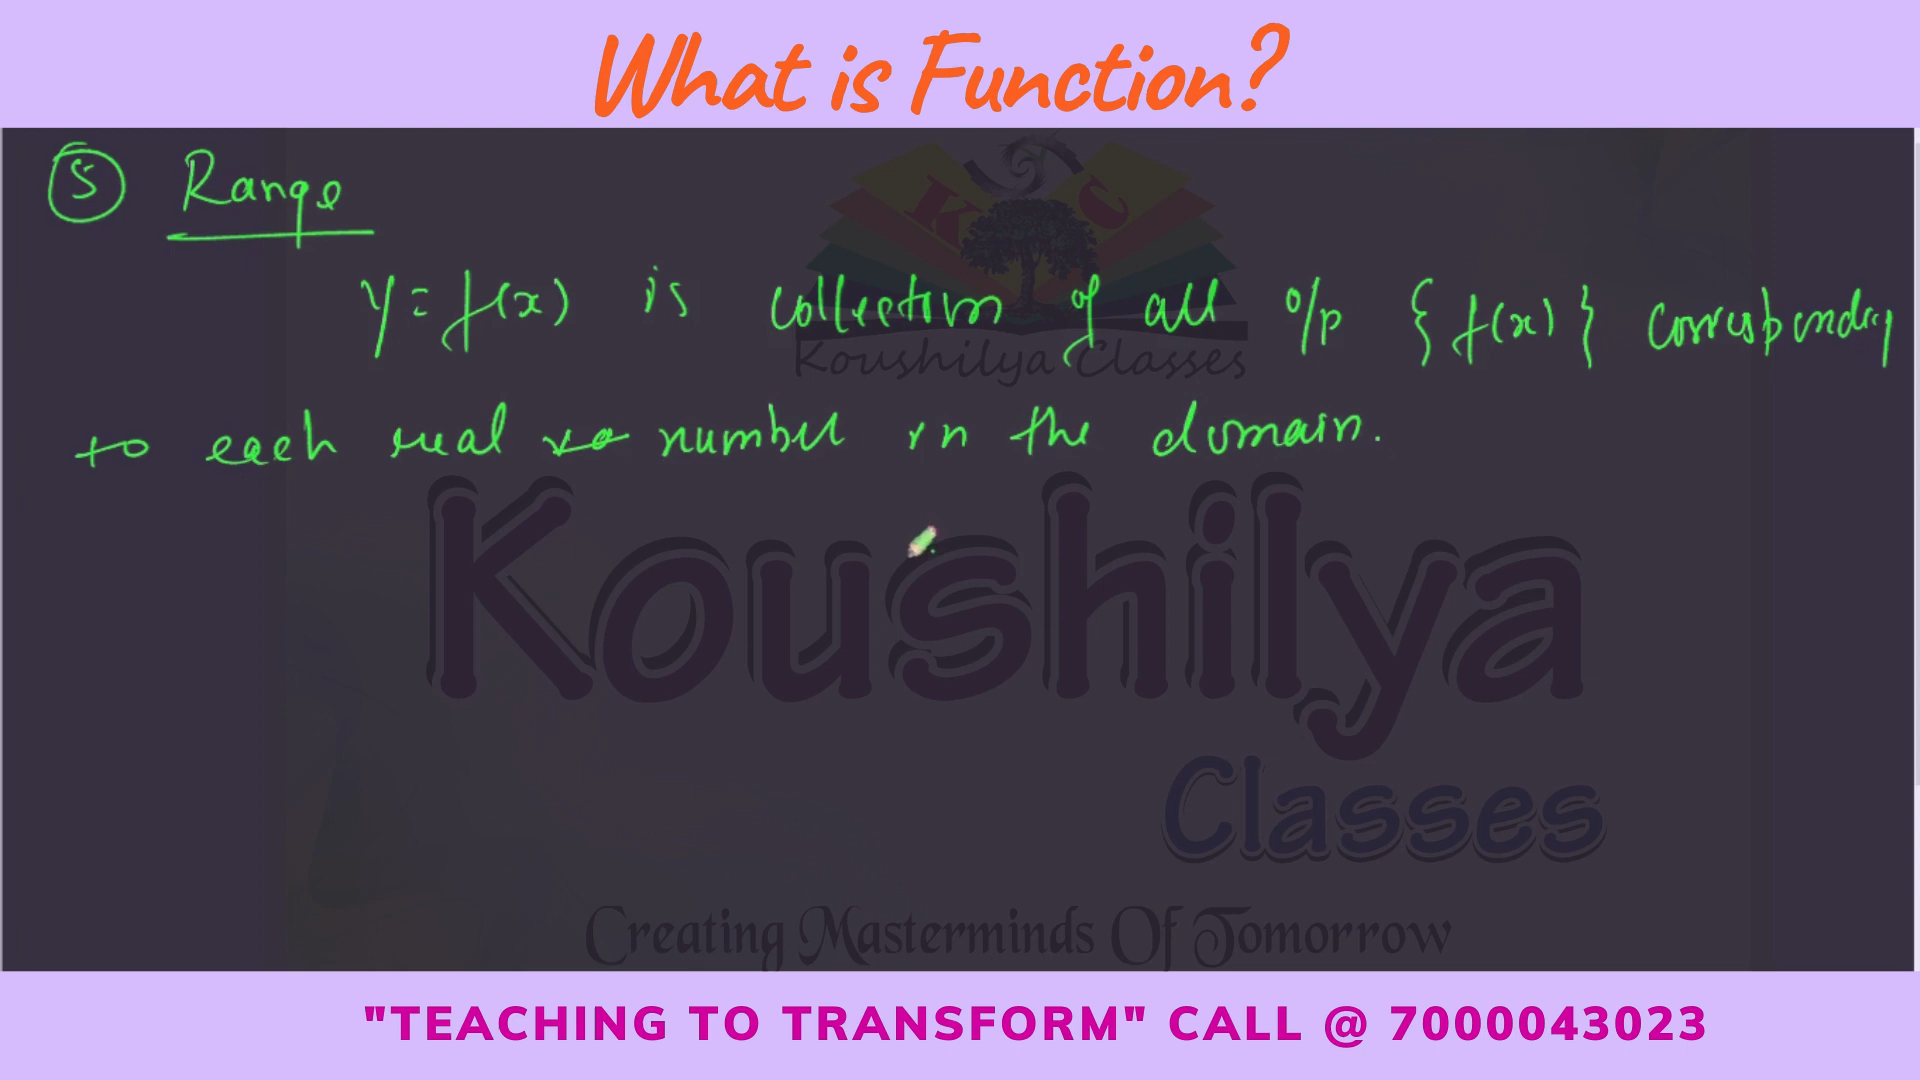 What is Function?
K C
⑤ Range
y = f(x) is collection of all o/p {f(x)} corresponding
Koushilya Classes
to each real number in the domain.
Koushilya
Classes
Creating Masterminds Of Tomorrow
"TEACHING TO TRANSFORM" CALL @ 7000043023